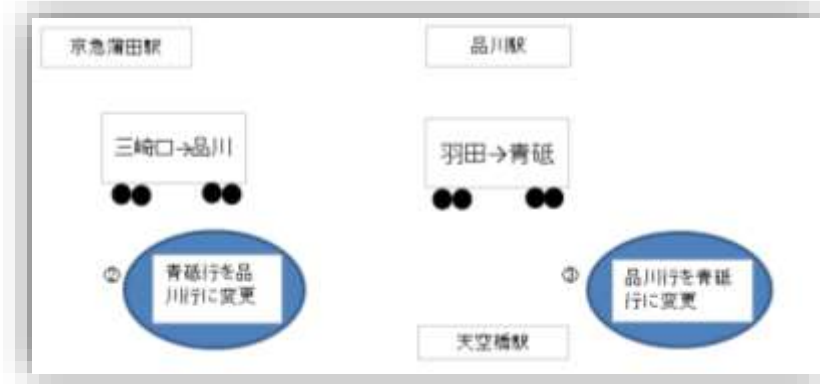 京急蒲田駅
品川駅
三崎口→品川
羽田→青砥
②
青砥行を品
川行に変更
③
品川行を青砥
行に変更
天空橋駅